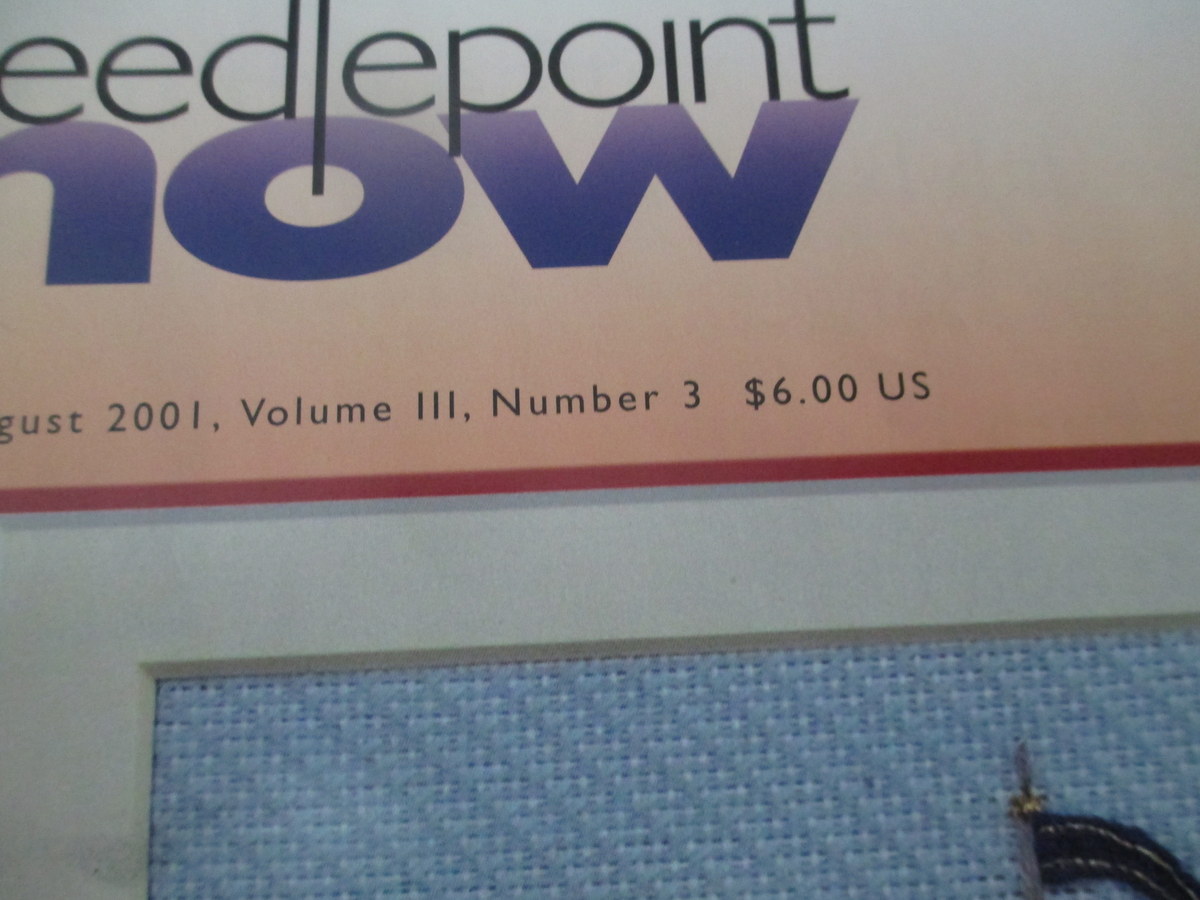 eedlepoint
now
gust 2001, Volume III, Number 3 $6.00 US